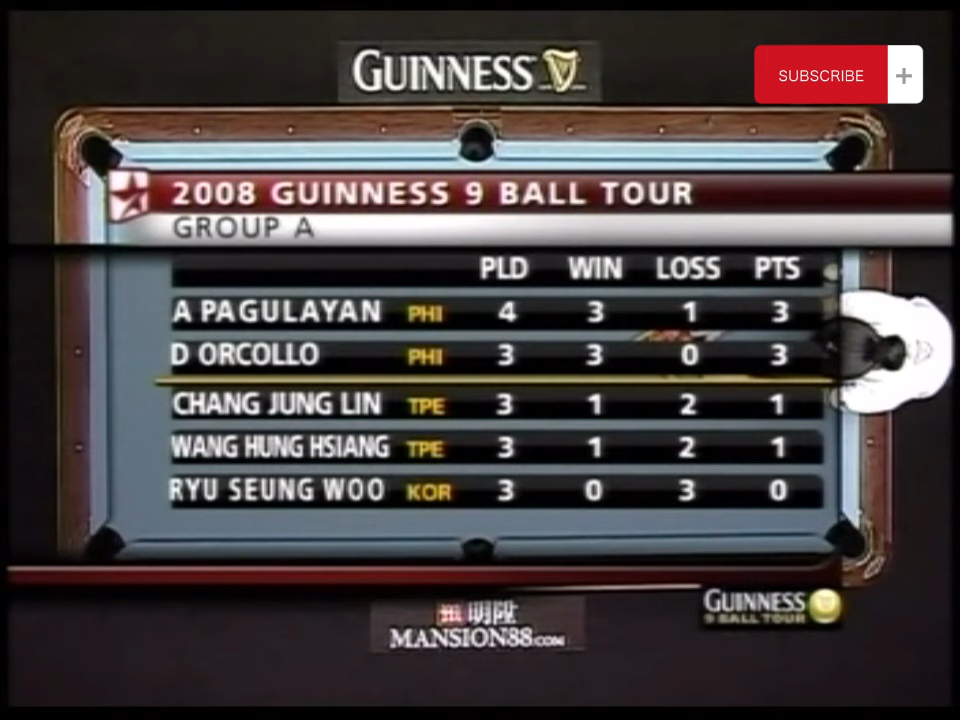 GUINNESS
SUBSCRIBE +
2008 GUINNESS 9 BALL TOUR
GROUP A
PLD WIN LOSS PTS
A PAGULAYAN PHI 4 3 1 3
D ORCOLLO PHI 3 3 0 3
CHANG JUNG LIN TPE 3 1 2 1
WANG HUNG HSIANG TPE 3 1 2 1
RYU SEUNG WOO KOR 3 0 3 0
GUINNESS
9 BALL TOUR
明陞
MANSION88.COM